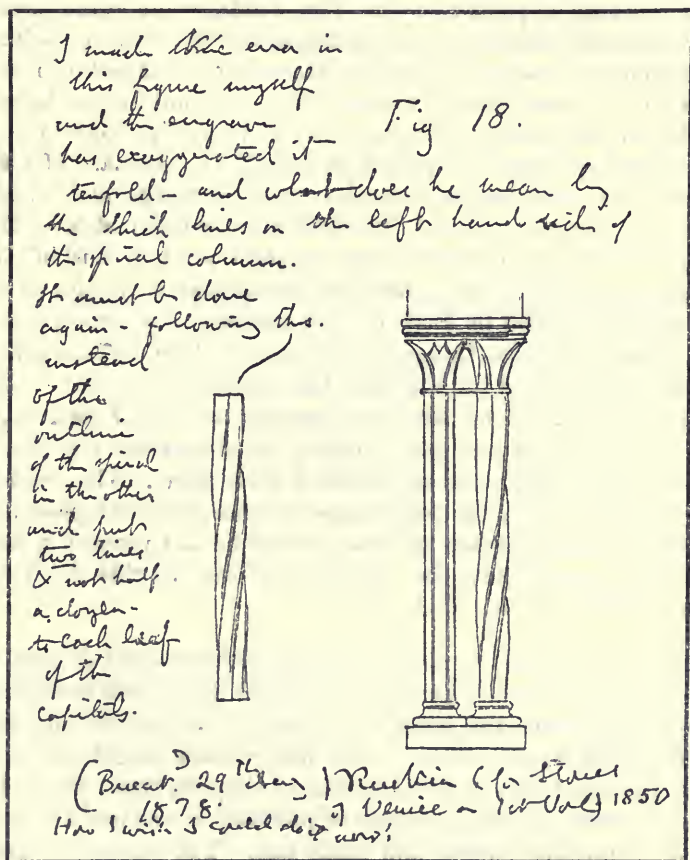 I made the error in
this figure myself
and the engraver
has exaggerated it
Fig 18.
tenfold – and what does he mean by
the thick lines on the left hand side of
the spiral column.
It must be done
again – following this.
instead
of the
outline
of the spiral
in the other
and put
two lines
& not half
a dozen –
to each leaf
of the
capitals.
29th Ruskin (for Stones
1878. of Venice 1st Vol) 1850
How I wish I could do it now!